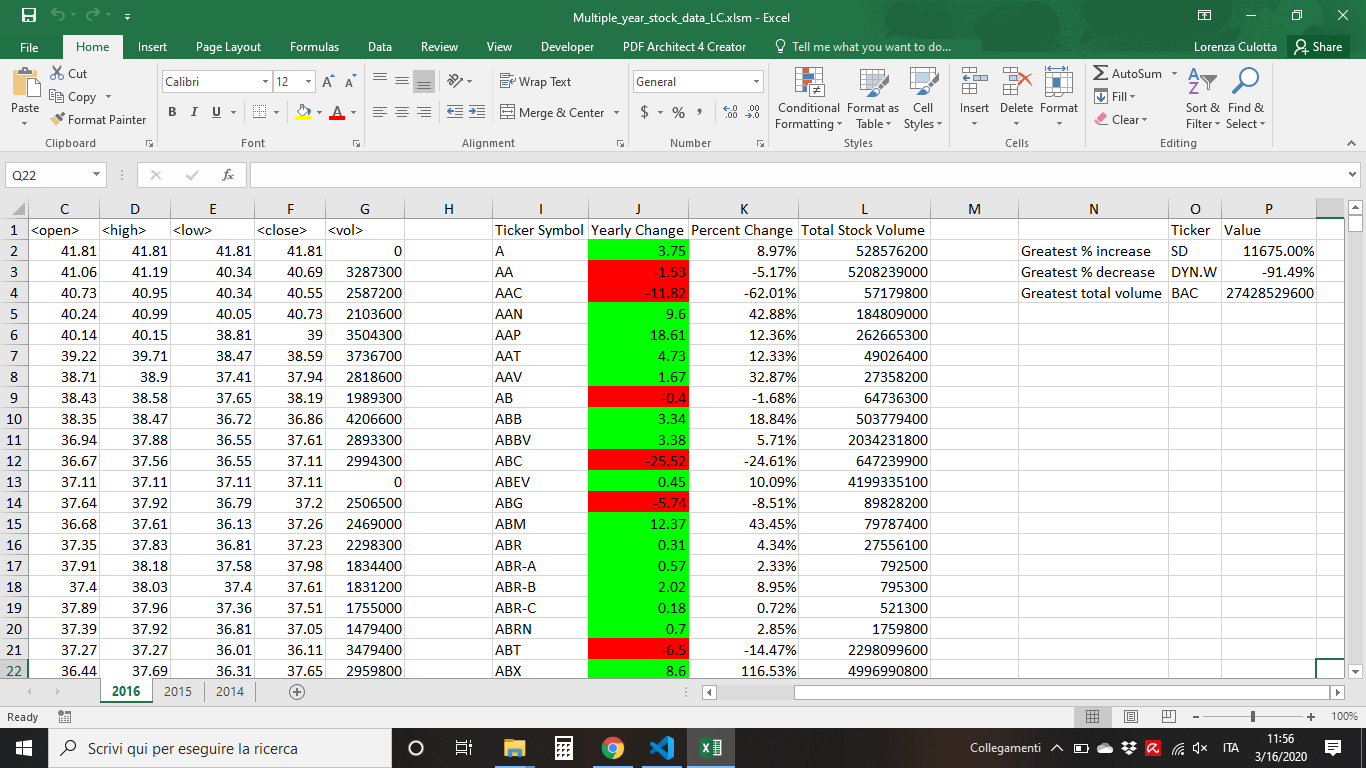 Multiple_year_stock_data_LC.xlsm - Excel
File Home Insert Page Layout Formulas Data Review View Developer PDF Architect 4 Creator Tell me what you want to do... Lorenza Culotta Share
Paste
Cut
Copy
Format Painter
Clipboard
Calibri 12
B I U
Font
Wrap Text
Merge & Center
Alignment
General
$ % ,
Number
Conditional Formatting
Format as Table
Cell Styles
Styles
Insert Delete Format
Cells
AutoSum
Fill
Clear
Sort & Filter
Find & Select
Editing
Q22 fx
C D E F G H I J K L M N O P
1 <open> <high> <low> <close> <vol> Ticker Symbol Yearly Change Percent Change Total Stock Volume Ticker Value
2 41.81 41.81 41.81 41.81 0 A 3.75 8.97% 528576200 Greatest % increase SD 11675.00%
3 41.06 41.19 40.34 40.69 3287300 AA -1.53 -5.17% 5208239000 Greatest % decrease DYN.W -91.49%
4 40.73 40.95 40.34 40.55 2587200 AAC -11.82 -62.01% 57179800 Greatest total volume BAC 27428529600
5 40.24 40.99 40.05 40.73 2103600 AAN 9.6 42.88% 184809000
6 40.14 40.15 38.81 39 3504300 AAP 18.61 12.36% 262665300
7 39.22 39.71 38.47 38.59 3736700 AAT 4.73 12.33% 49026400
8 38.71 38.9 37.41 37.94 2818600 AAV 1.67 32.87% 27358200
9 38.43 38.58 37.65 38.19 1989300 AB -0.4 -1.68% 64736300
10 38.35 38.47 36.72 36.86 4206600 ABB 3.34 18.84% 503779400
11 36.94 37.88 36.55 37.61 2893300 ABBV 3.38 5.71% 2034231800
12 36.67 37.56 36.55 37.11 2994300 ABC -25.52 -24.61% 647239900
13 37.11 37.11 37.11 37.11 0 ABEV 0.45 10.09% 4199335100
14 37.64 37.92 36.79 37.2 2506500 ABG -5.74 -8.51% 89828200
15 36.68 37.61 36.13 37.26 2469000 ABM 12.37 43.45% 79787400
16 37.35 37.83 36.81 37.23 2298300 ABR 0.31 4.34% 27556100
17 37.91 38.18 37.58 37.98 1834400 ABR-A 0.57 2.33% 792500
18 37.4 38.03 37.4 37.61 1831200 ABR-B 2.02 8.95% 795300
19 37.89 37.96 37.36 37.51 1755000 ABR-C 0.18 0.72% 521300
20 37.39 37.92 36.81 37.05 1479400 ABRN 0.7 2.85% 1759800
21 37.27 37.27 36.01 36.11 3479400 ABT -6.5 -14.47% 2298099600
22 36.44 37.69 36.31 37.65 2959800 ABX 8.6 116.53% 4996990800
2016 2015 2014
Ready 100%
Scrivi qui per eseguire la ricerca
Collegamenti ITA 11:56
3/16/2020